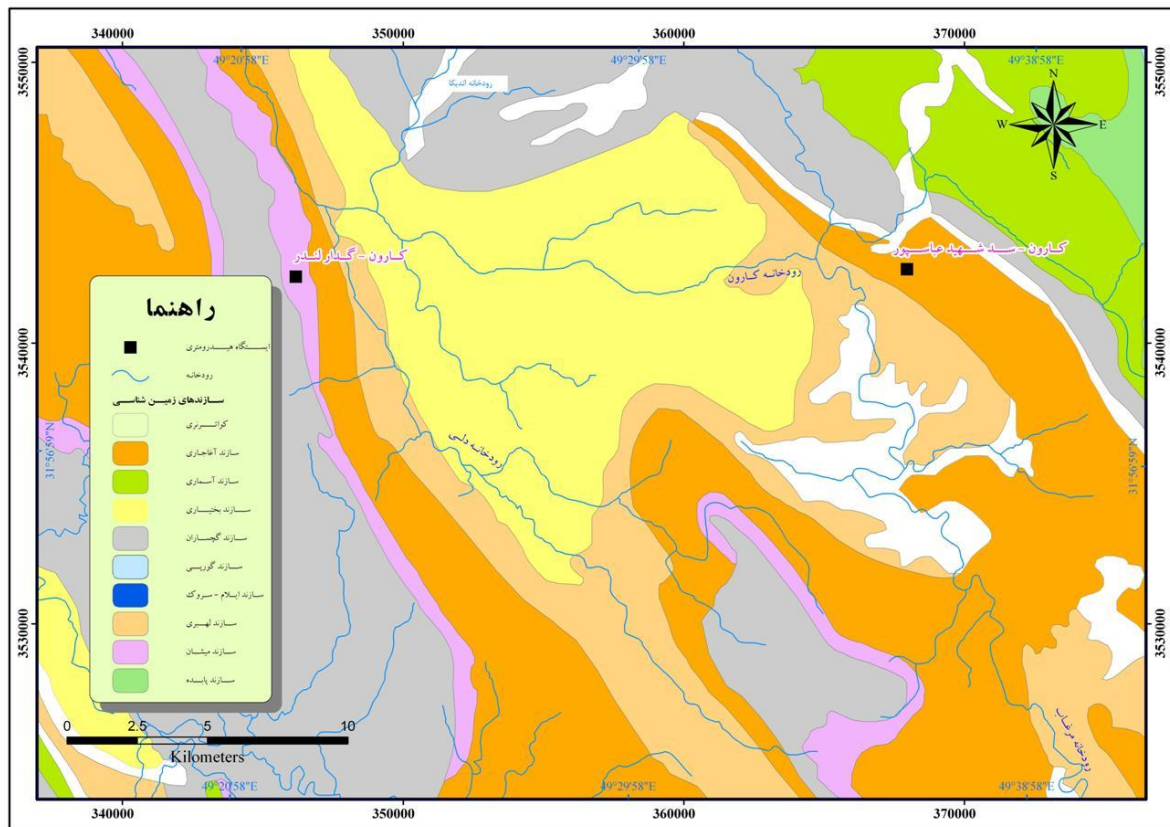 340000 350000 360000 370000
49°20'58"E 49°29'58"E 49°38'58"E
3550000 3550000
N
W E
S
رودخانه اندیکا
کارون - گدار لندر
کارون - سد شهید عباسپور
رودخانه کارون
راهنما
ایستگاه هیدرومتری
رودخانه
سازندهای زمین شناسی
کواترنری
سازند آغاجاری
سازند آسماری
سازند بختیاری
سازند گچساران
سازند گورپی
سازند ایلام - سروک
سازند لهبری
سازند میشان
سازند پابده
3540000 3540000
31°56'59"N 31°56'59"N
رودخانه دلی
3530000 3530000
رودخانه مرغاب
0 2.5 5 10
Kilometers
49°20'58"E 49°29'58"E 49°38'58"E
340000 350000 360000 370000